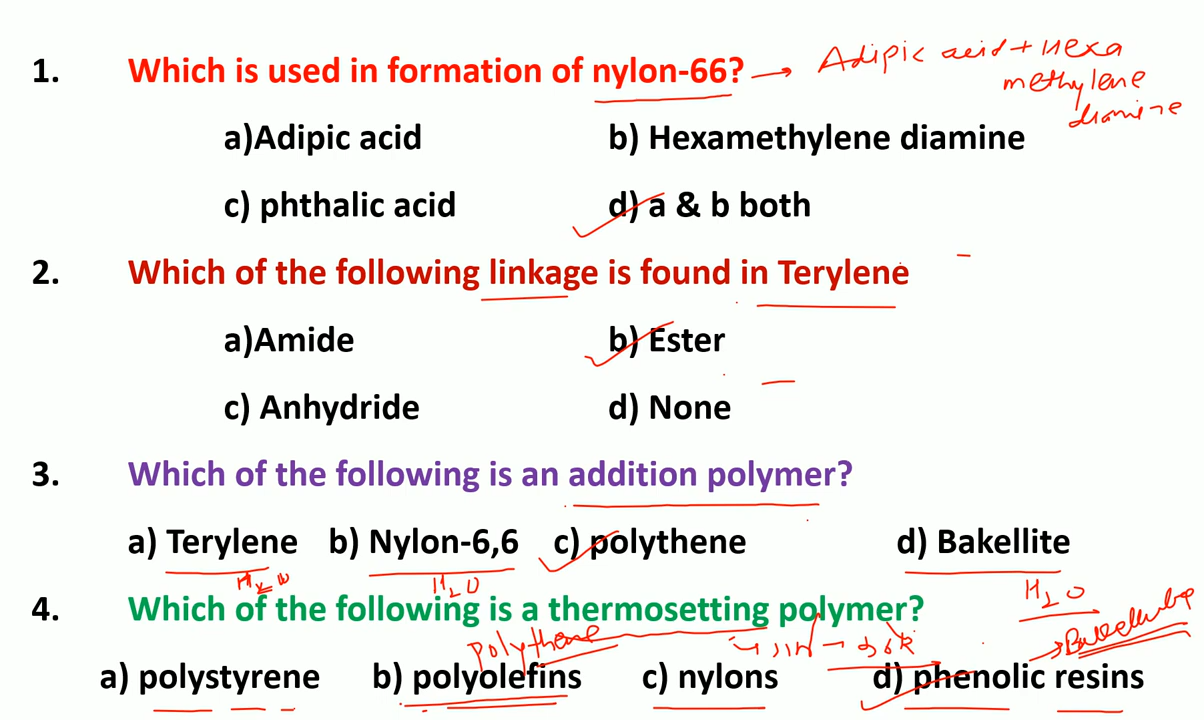 1. Which is used in formation of nylon-66? → Adipic acid + Hexa
methylene
diamine
a)Adipic acid b) Hexamethylene diamine
c) phthalic acid d) a & b both
2. Which of the following linkage is found in Terylene
a)Amide b) Ester
c) Anhydride d) None
3. Which of the following is an addition polymer?
a) Terylene b) Nylon-6,6 c) polythene d) Bakellite
H2O H2O H2O
4. Which of the following is a thermosetting polymer?
polythene
a) polystyrene b) polyolefins c) nylons d) phenolic resins